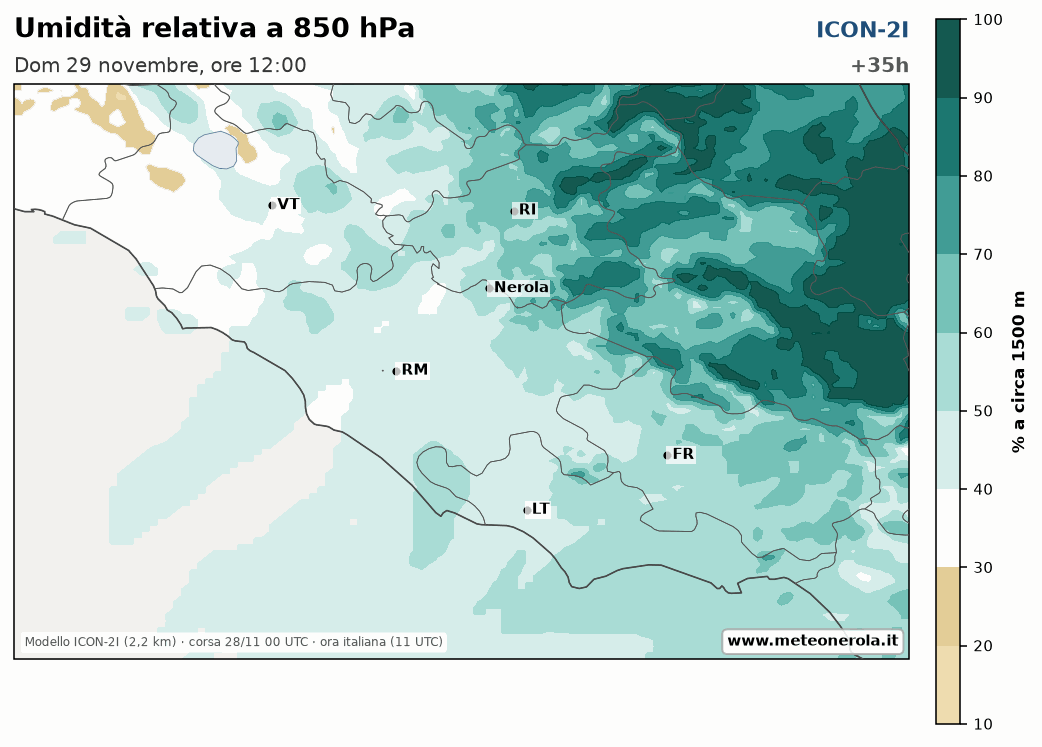 Umidità relativa a 850 hPa
ICON-2I
Dom 29 novembre, ore 12:00
+35h
100
90
80
70
60
50
40
30
20
10
% a circa 1500 m
VT
RI
Nerola
RM
FR
LT
Modello ICON-2I (2,2 km) · corsa 28/11 00 UTC · ora italiana (11 UTC)
www.meteonerola.it